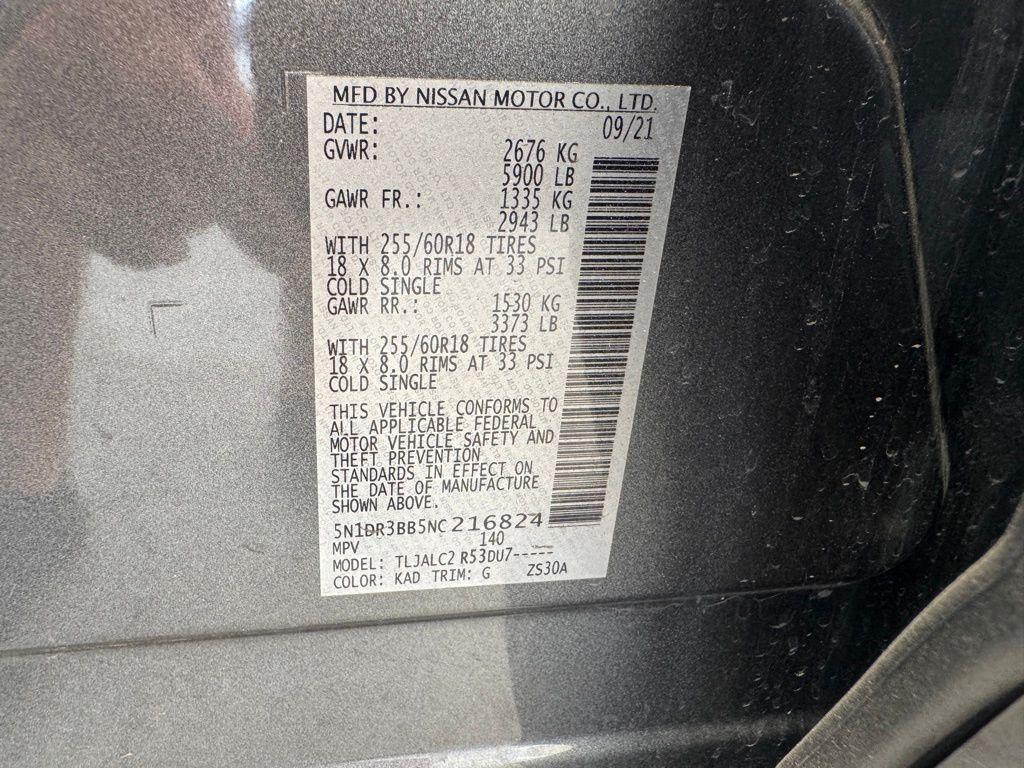 MFD BY NISSAN MOTOR CO., LTD.
DATE: 09/21
GVWR: 2676 KG
5900 LB
GAWR FR.: 1335 KG
2943 LB
WITH 255/60R18 TIRES
18 X 8.0 RIMS AT 33 PSI
COLD SINGLE
GAWR RR.: 1530 KG
3373 LB
WITH 255/60R18 TIRES
18 X 8.0 RIMS AT 33 PSI
COLD SINGLE
THIS VEHICLE CONFORMS TO
ALL APPLICABLE FEDERAL
MOTOR VEHICLE SAFETY AND
THEFT PREVENTION
STANDARDS IN EFFECT ON
THE DATE OF MANUFACTURE
SHOWN ABOVE.
5N1DR3BB5NC216824
MPV 140
MODEL: TLJALC2 R53DU7-----
COLOR: KAD TRIM: G ZS30A